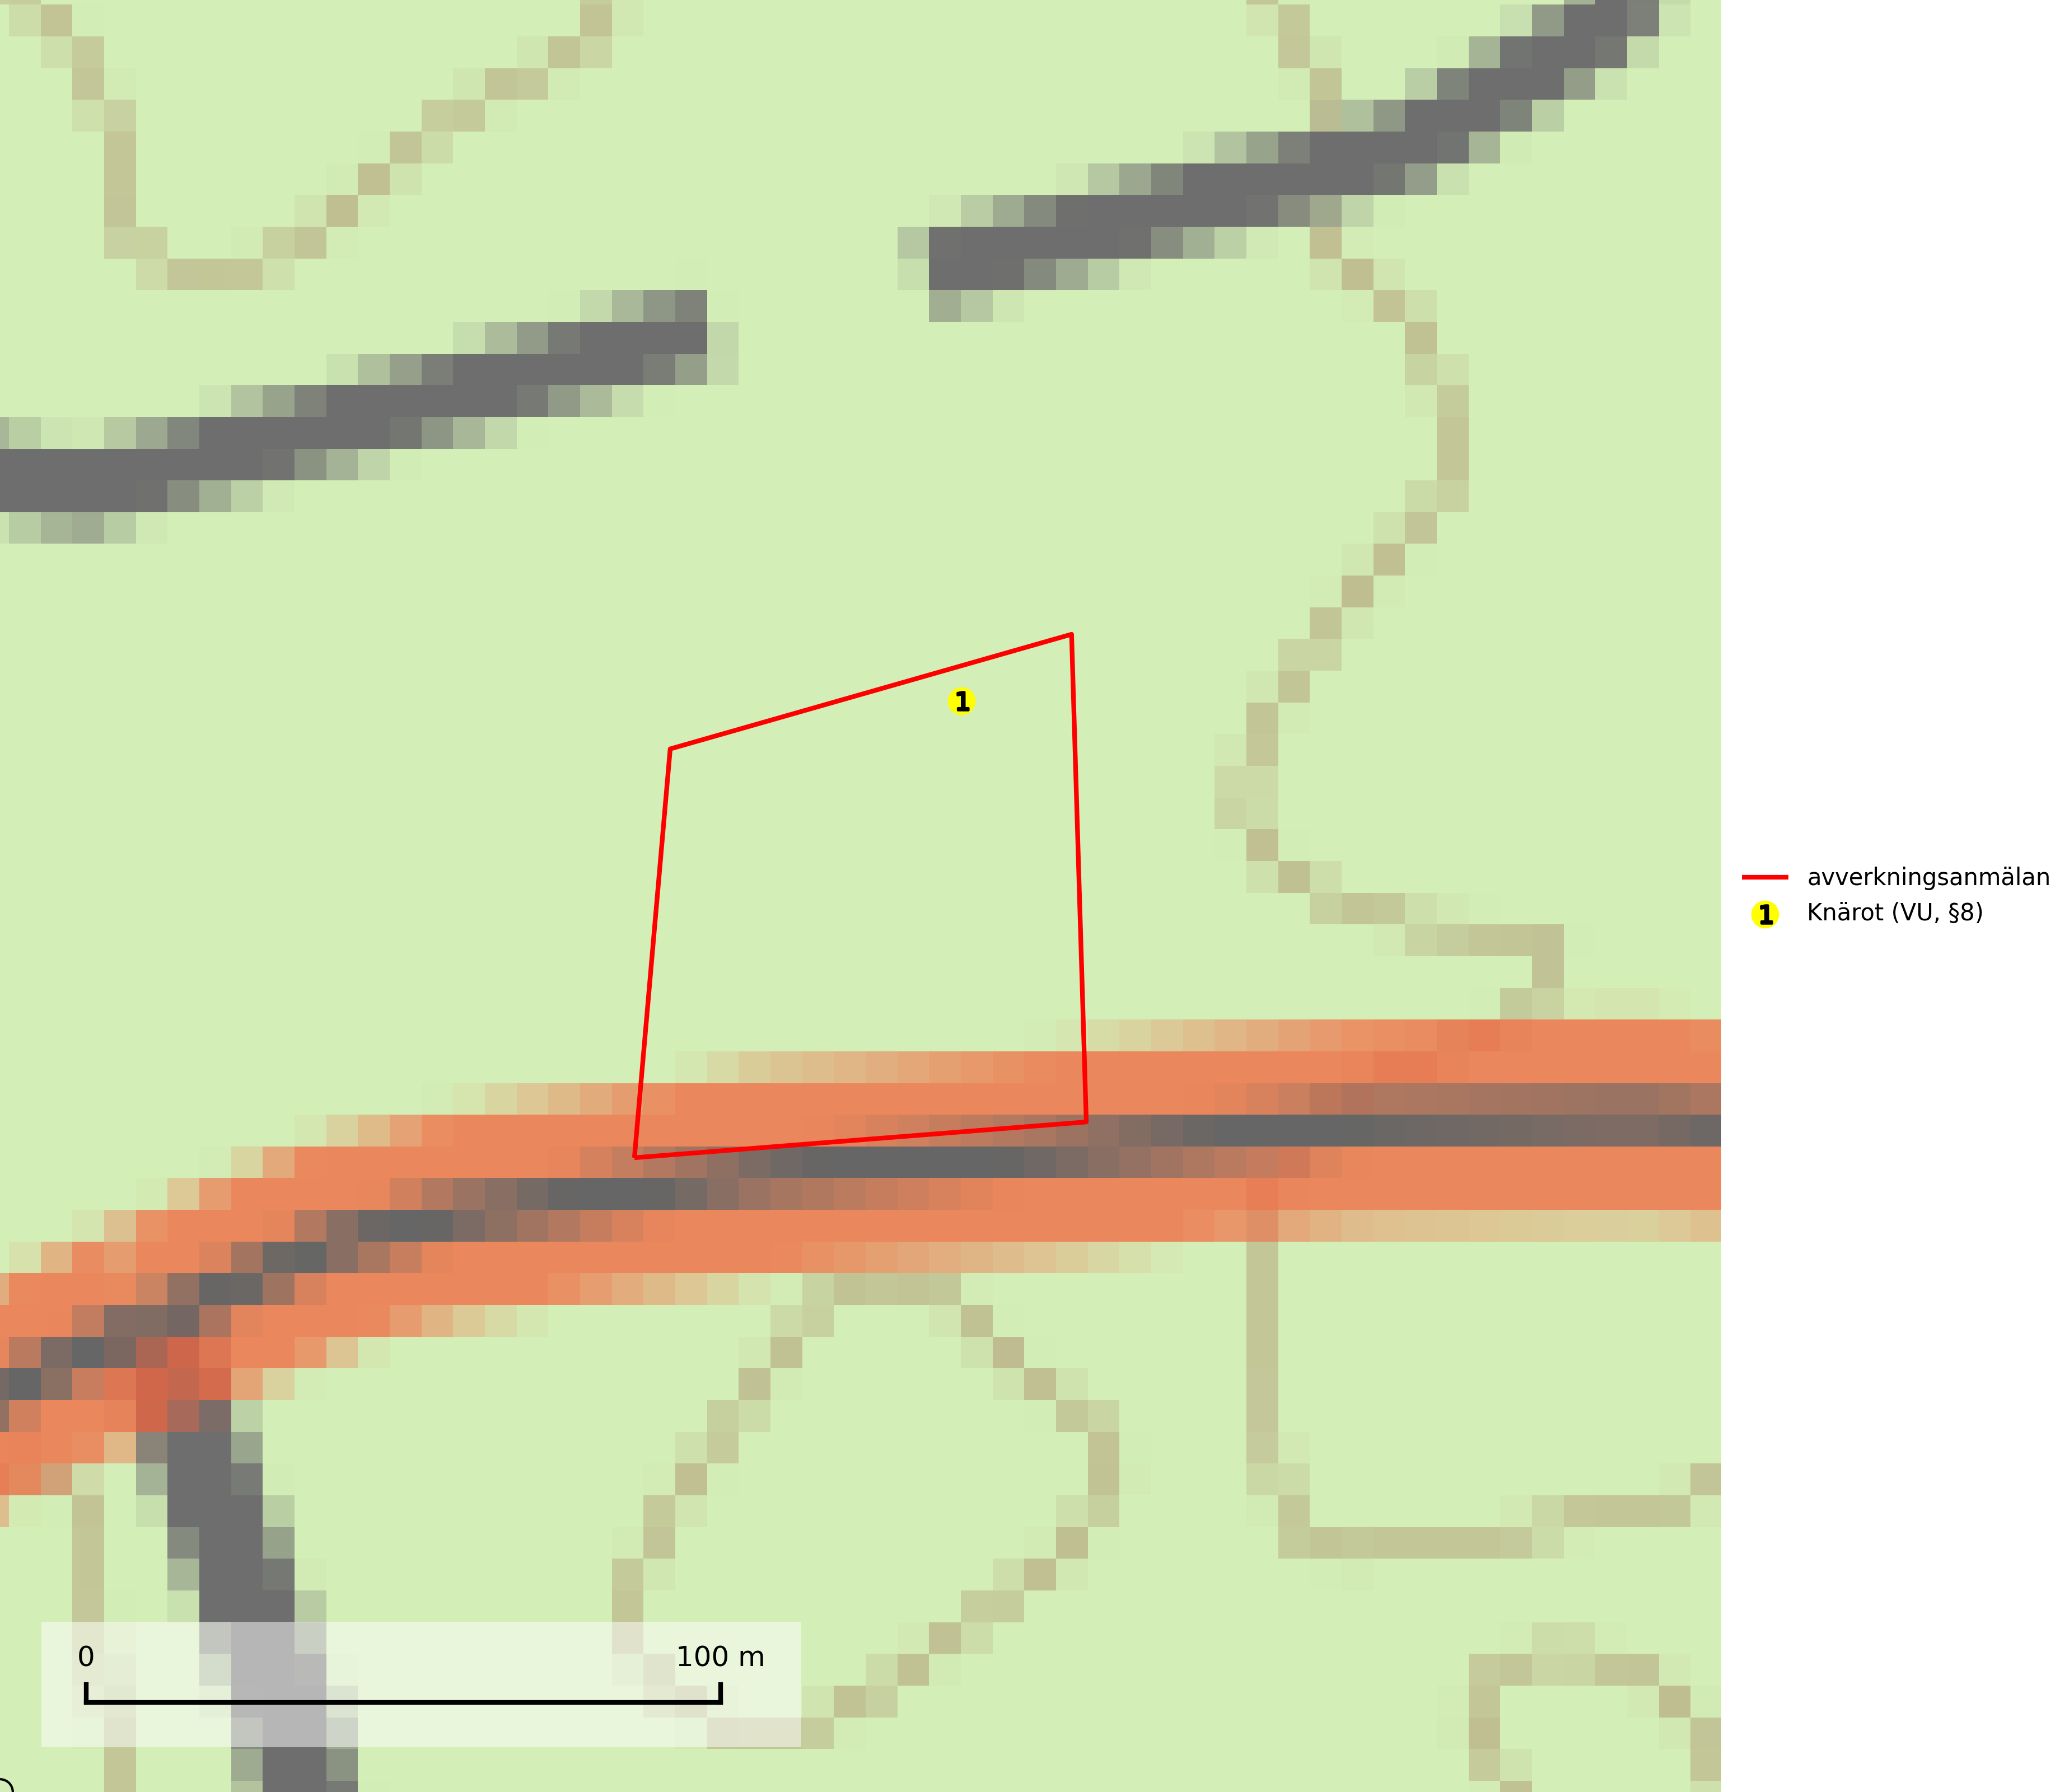 1
avverkningsanmälan
1 Knärot (VU, §8)
0 100 m